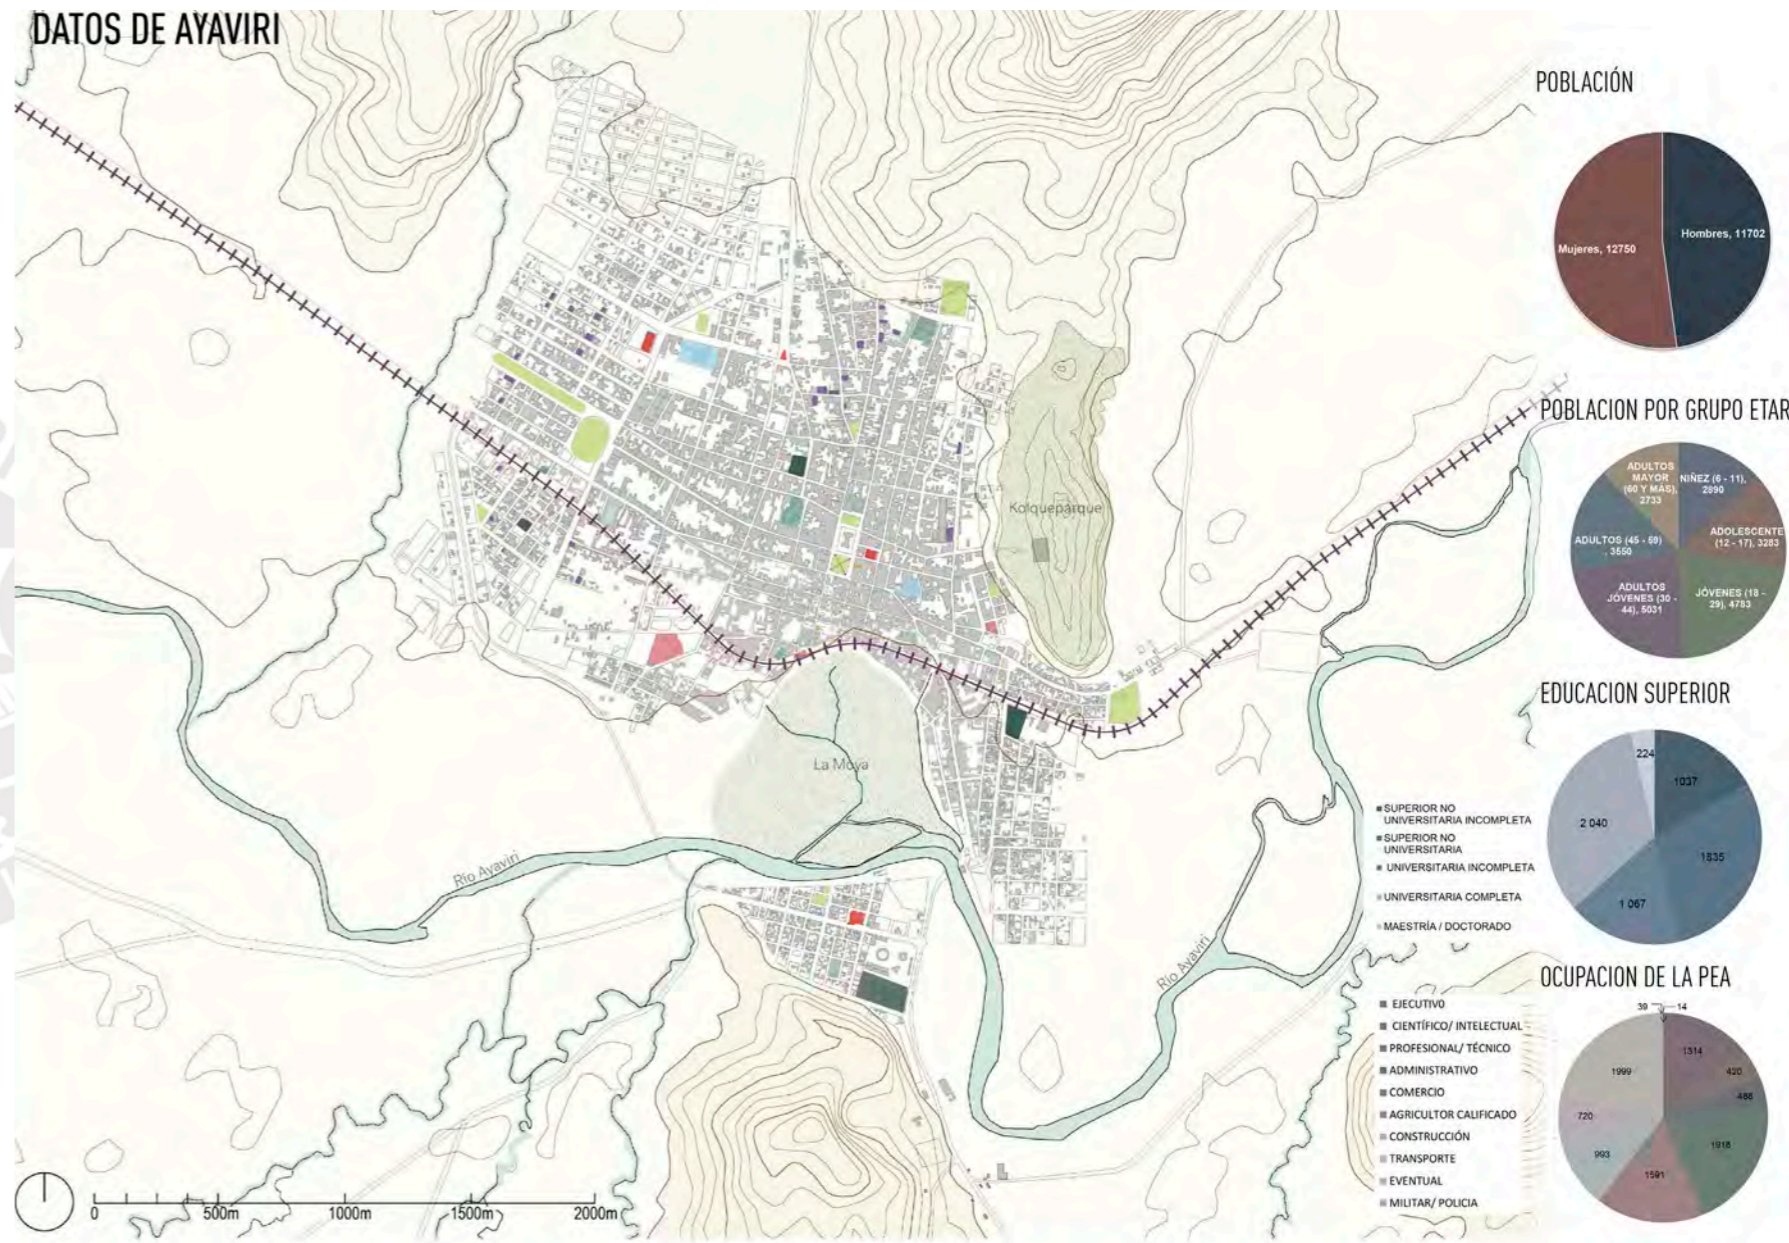 DATOS DE AYAVIRI
POBLACIÓN
Mujeres, 12750
Hombres, 11702
POBLACION POR GRUPO ETAR
ADULTOS
MAYOR
(60 Y MÁS),
2733
NIÑEZ (6 - 11),
2890
ADOLESCENTE
(12 - 17), 3283
ADULTOS (45 - 59)
, 3550
ADULTOS
JÓVENES (30 -
44), 5031
JÓVENES (18 -
29), 4783
Kolqueparque
La Moya
Río Ayaviri
Río Ayaviri
EDUCACION SUPERIOR
224
1037
2 040
1835
1 067
SUPERIOR NO
UNIVERSITARIA INCOMPLETA
SUPERIOR NO
UNIVERSITARIA
UNIVERSITARIA INCOMPLETA
UNIVERSITARIA COMPLETA
MAESTRÍA / DOCTORADO
OCUPACION DE LA PEA
39
14
1314
420
486
1918
1591
993
720
1999
EJECUTIVO
CIENTÍFICO/ INTELECTUAL
PROFESIONAL/ TÉCNICO
ADMINISTRATIVO
COMERCIO
AGRICULTOR CALIFICADO
CONSTRUCCIÓN
TRANSPORTE
EVENTUAL
MILITAR/ POLICIA
0 500m 1000m 1500m 2000m